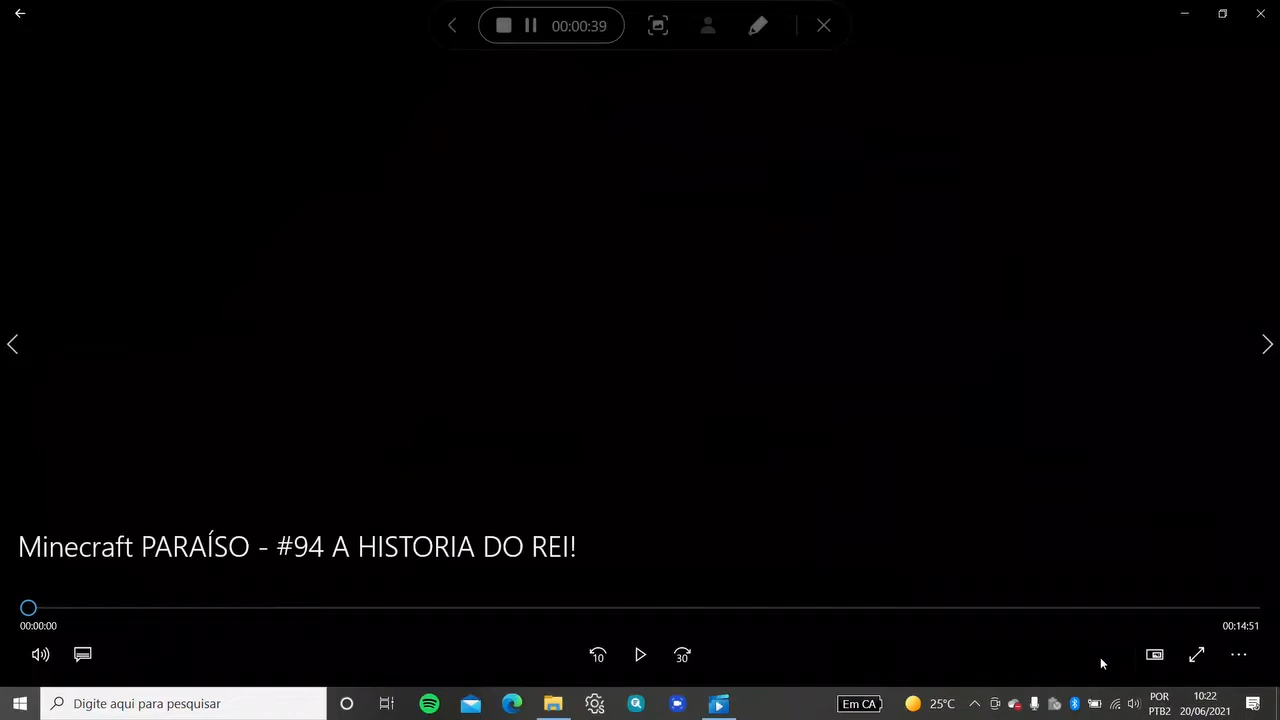 00:00:39
Minecraft PARAÍSO - #94 A HISTORIA DO REI!
00:00:00
00:14:51
10
30
Digite aqui para pesquisar
Em CA
25°C
POR
PTB2
10:22
20/06/2021